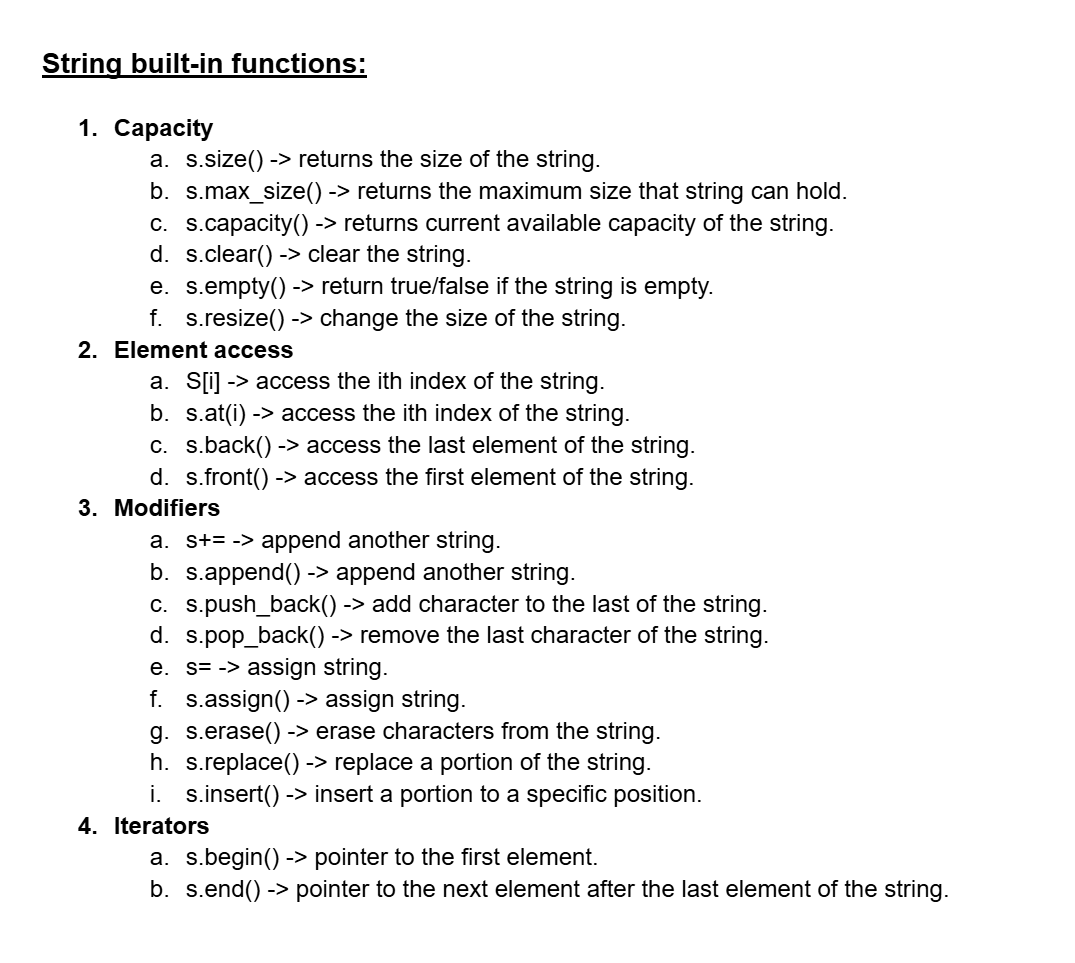 String built-in functions:
1. Capacity
a. s.size() -> returns the size of the string.
b. s.max_size() -> returns the maximum size that string can hold.
c. s.capacity() -> returns current available capacity of the string.
d. s.clear() -> clear the string.
e. s.empty() -> return true/false if the string is empty.
f. s.resize() -> change the size of the string.
2. Element access
a. S[i] -> access the ith index of the string.
b. s.at(i) -> access the ith index of the string.
c. s.back() -> access the last element of the string.
d. s.front() -> access the first element of the string.
3. Modifiers
a. s+= -> append another string.
b. s.append() -> append another string.
c. s.push_back() -> add character to the last of the string.
d. s.pop_back() -> remove the last character of the string.
e. s= -> assign string.
f. s.assign() -> assign string.
g. s.erase() -> erase characters from the string.
h. s.replace() -> replace a portion of the string.
i. s.insert() -> insert a portion to a specific position.
4. Iterators
a. s.begin() -> pointer to the first element.
b. s.end() -> pointer to the next element after the last element of the string.